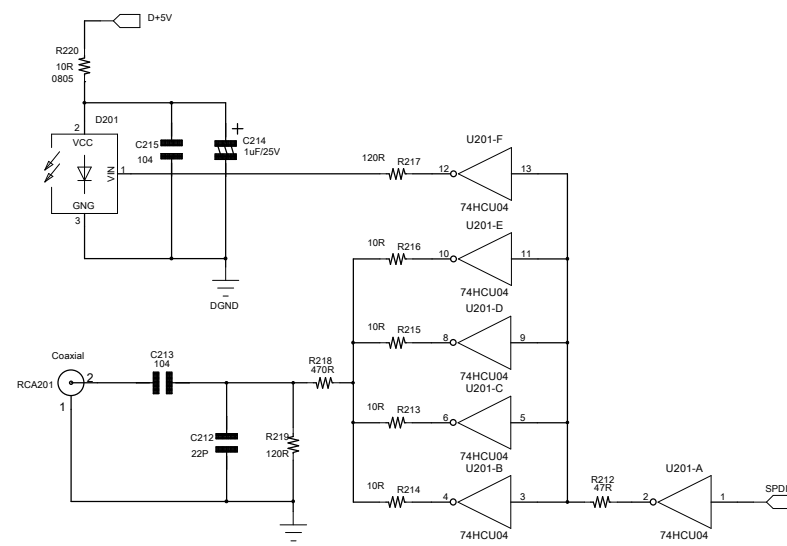 D+5V
R220
10R
0805
D201
2
VCC
VIN
1
GNG
3
C215
104
+
C214
1uF/25V
DGND
120R R217
U201-F
12 13
74HCU04
10R R216
U201-E
10 11
74HCU04
10R R215
U201-D
8 9
74HCU04
10R R213
U201-C
6 5
74HCU04
10R R214
U201-B
4 3
74HCU04
R212
47R
U201-A
2 1
74HCU04
SPDI
Coaxial
RCA201
2
1
C213
104
C212
22P
R219
120R
R218
470R